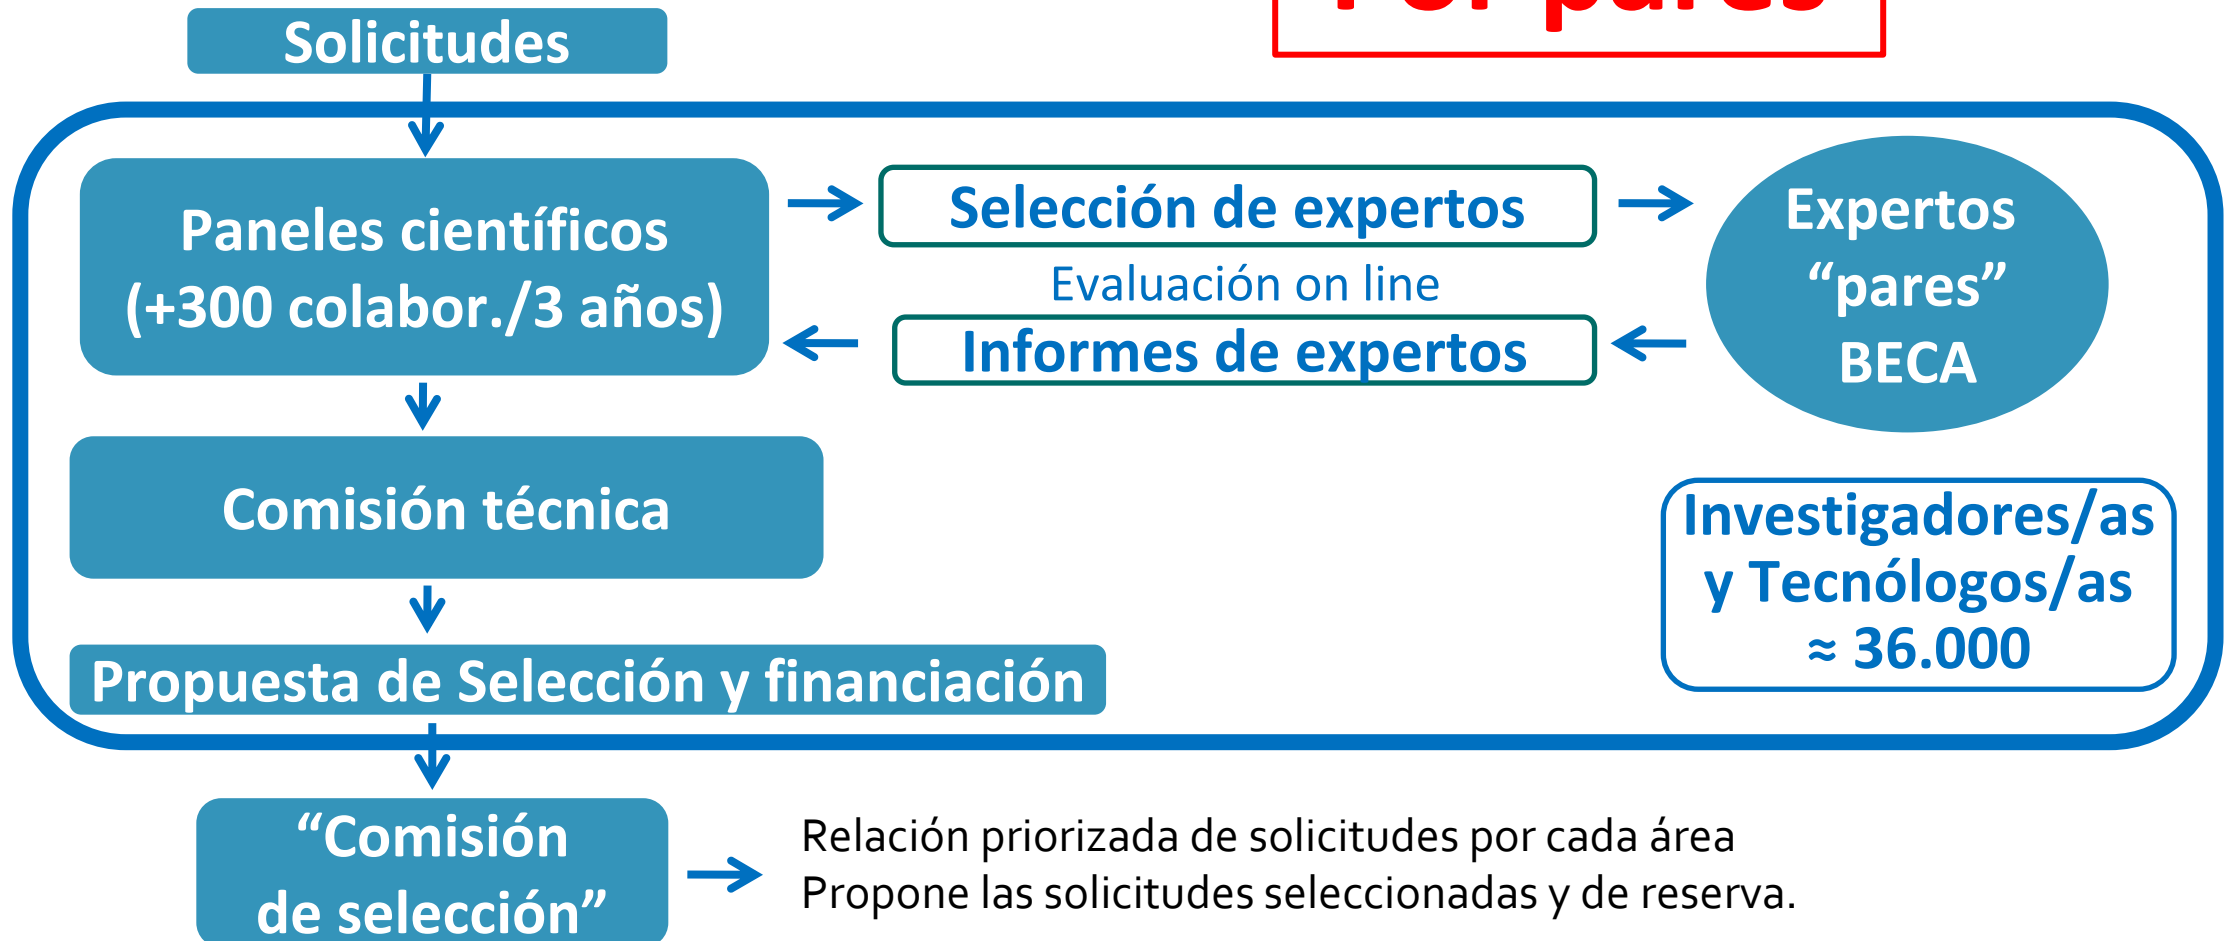 Por pares
Solicitudes
Paneles científicos
(+300 colabor./3 años)
Selección de expertos
Evaluación on line
Informes de expertos
Expertos
“pares”
BECA
Comisión técnica
Investigadores/as
y Tecnólogos/as
≈ 36.000
Propuesta de Selección y financiación
“Comisión
de selección”
Relación priorizada de solicitudes por cada área
Propone las solicitudes seleccionadas y de reserva.